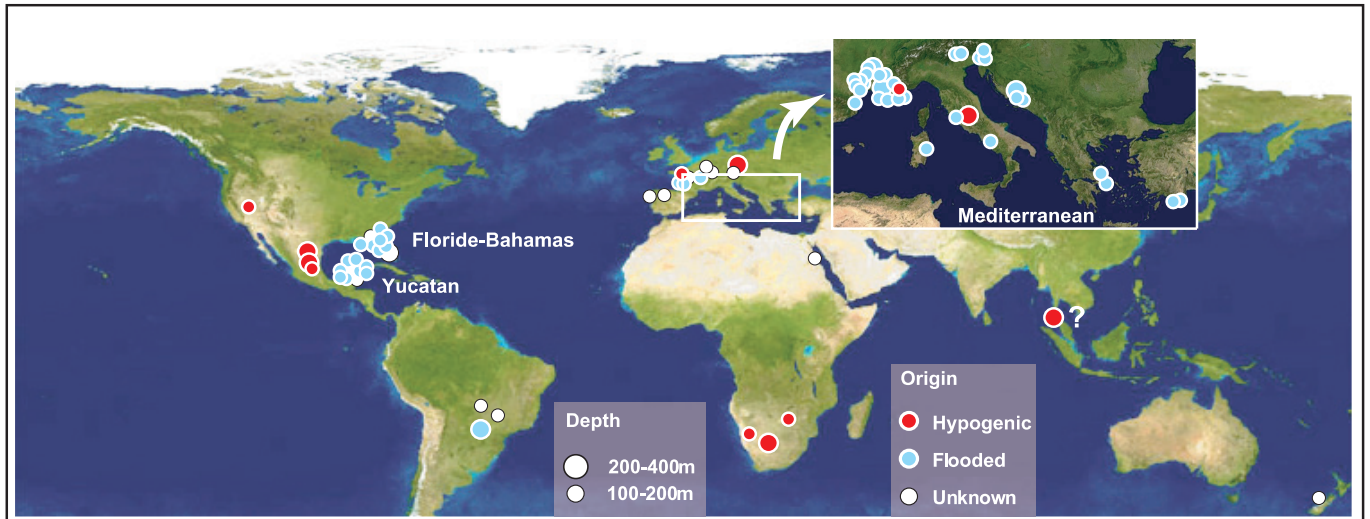 Mediterranean
Floride-Bahamas
Yucatan
?
Depth
200-400m
100-200m
Origin
Hypogenic
Flooded
Unknown